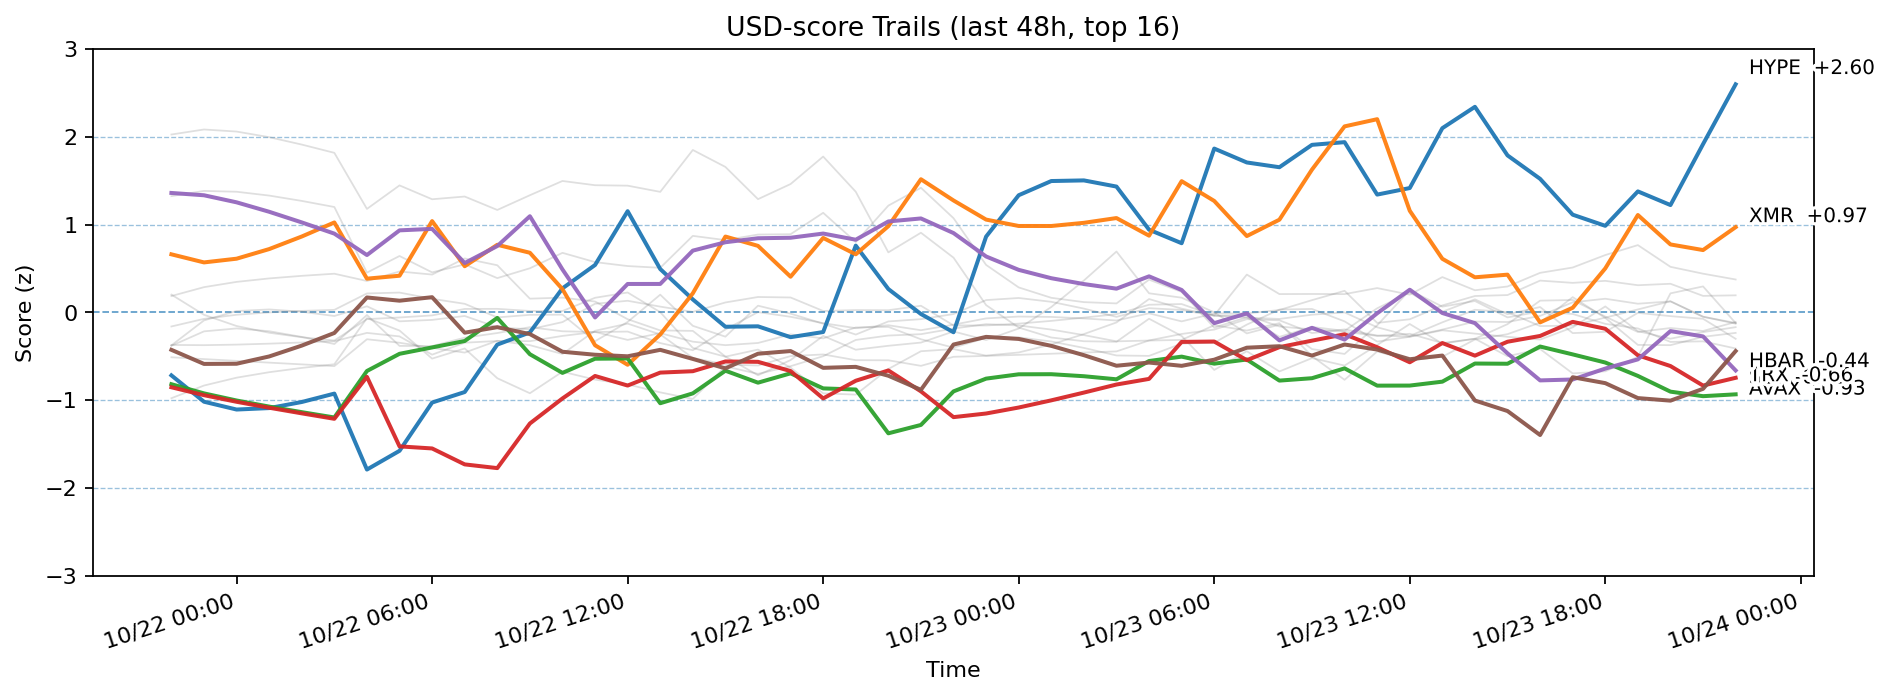 USD-score Trails (last 48h, top 16)
Score (z)
3
2
1
0
−1
−2
−3
HYPE +2.60
XMR +0.97
HBAR -0.44
TRX -0.66
AVAX -0.93
10/22 00:00
10/22 06:00
10/22 12:00
10/22 18:00
10/23 00:00
10/23 06:00
10/23 12:00
10/23 18:00
10/24 00:00
Time